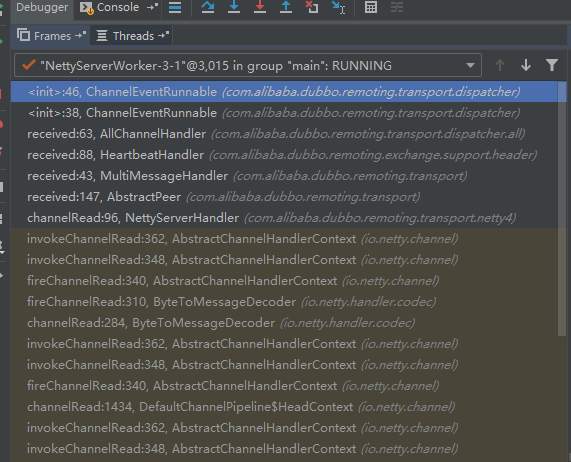 Debugger Console
Frames Threads
"NettyServerWorker-3-1"@3,015 in group "main": RUNNING
<init>:46, ChannelEventRunnable (com.alibaba.dubbo.remoting.transport.dispatcher)
<init>:38, ChannelEventRunnable (com.alibaba.dubbo.remoting.transport.dispatcher)
received:63, AllChannelHandler (com.alibaba.dubbo.remoting.transport.dispatcher.all)
received:88, HeartbeatHandler (com.alibaba.dubbo.remoting.exchange.support.header)
received:43, MultiMessageHandler (com.alibaba.dubbo.remoting.transport)
received:147, AbstractPeer (com.alibaba.dubbo.remoting.transport)
channelRead:96, NettyServerHandler (com.alibaba.dubbo.remoting.transport.netty4)
invokeChannelRead:362, AbstractChannelHandlerContext (io.netty.channel)
invokeChannelRead:348, AbstractChannelHandlerContext (io.netty.channel)
fireChannelRead:340, AbstractChannelHandlerContext (io.netty.channel)
fireChannelRead:310, ByteToMessageDecoder (io.netty.handler.codec)
channelRead:284, ByteToMessageDecoder (io.netty.handler.codec)
invokeChannelRead:362, AbstractChannelHandlerContext (io.netty.channel)
invokeChannelRead:348, AbstractChannelHandlerContext (io.netty.channel)
fireChannelRead:340, AbstractChannelHandlerContext (io.netty.channel)
channelRead:1434, DefaultChannelPipeline$HeadContext (io.netty.channel)
invokeChannelRead:362, AbstractChannelHandlerContext (io.netty.channel)
invokeChannelRead:348, AbstractChannelHandlerContext (io.netty.channel)